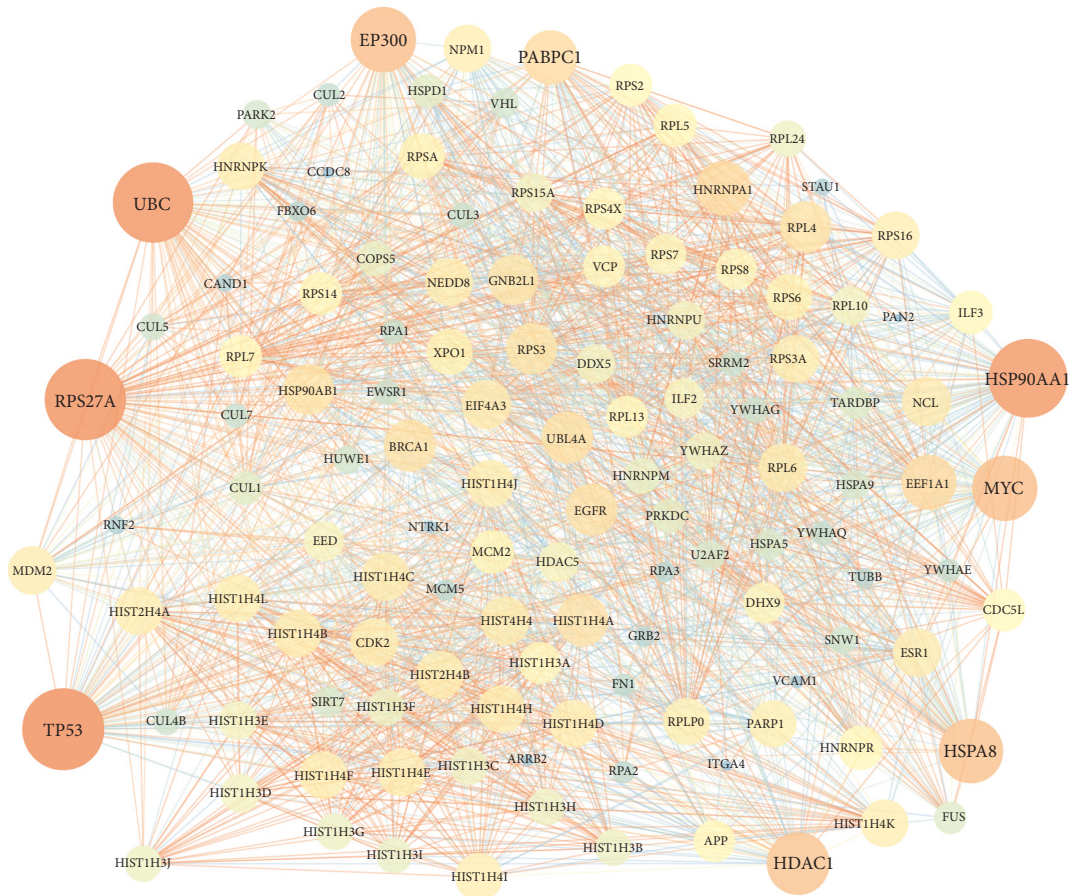 EP300
NPM1
PABPC1
RPS2
HSPD1
CUL2
VHL
PARK2
RPL5
RPL24
HNRNPK
RPSA
CCDC8
STAU1
HNRNPA1
RPS15A
UBC
FBXO6
CUL3
RPS4X
RPL4
RPS16
COPS5
RPS7
VCP
RPS8
CAND1
NEDD8
GNB2L1
RPS14
RPS6
RPL10
ILF3
PAN2
HNRNPU
CUL5
RPA1
RPS3
XPO1
RPL7
DDX5
SRRM2
RPS3A
HSP90AA1
HSP90AB1
EWSR1
RPS27A
EIF4A3
ILF2
NCL
TARDBP
YWHAG
CUL7
RPL13
BRCA1
UBL4A
YWHAZ
HUWE1
RPL6
HNRNPM
CUL1
HIST1H4J
HSPA9
EEF1A1
MYC
EGFR
PRKDC
RNF2
NTRK1
YWHAQ
EED
MCM2
HDAC5
U2AF2
HSPA5
MDM2
RPA3
YWHAE
HIST1H4C
TUBB
MCM5
HIST1H4L
DHX9
HIST2H4A
CDC5L
HIST4H4
HIST1H4A
HIST1H4B
CDK2
GRB2
SNW1
ESR1
HIST1H3A
HIST2H4B
FN1
VCAM1
SIRT7
HIST1H3F
HIST1H4H
CUL4B
HIST1H3E
HIST1H4D
RPLP0
PARP1
TP53
HNRNPR
HSPA8
ARRB2
HIST1H3C
ITGA4
RPA2
HIST1H4E
HIST1H4F
HIST1H3D
HIST1H3H
FUS
HIST1H4K
HIST1H3G
APP
HIST1H3B
HIST1H3I
HIST1H3J
HDAC1
HIST1H4I